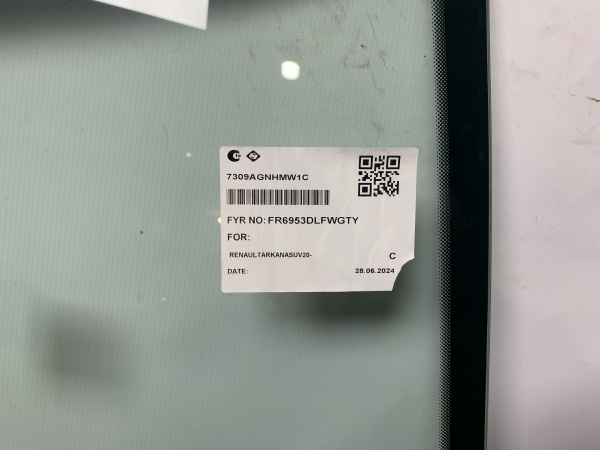 7309AGNHMW1C
FYR NO: FR6953DLFWGTY
FOR:
RENAULTARKANASUV20-
C
DATE: 28.06.2024